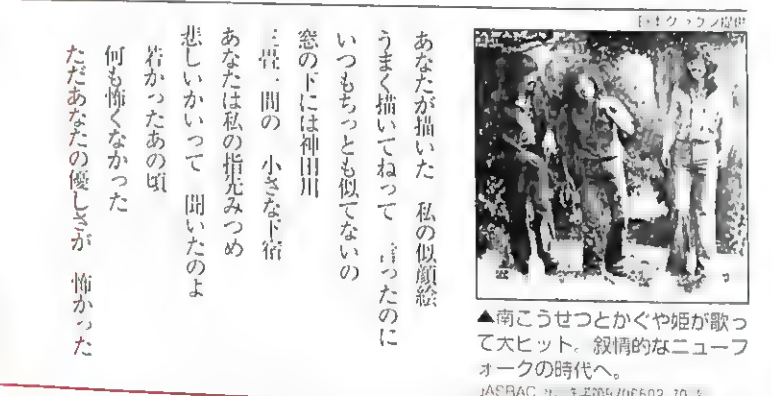 あなたが描いた　私の似顔絵
うまく描いてねって　言ったのに
いつもちっとも似てないの
窓の下には神田川
三畳一間の　小さな下宿
あなたは私の指先みつめ
悲しいかいって　聞いたのよ
若かったあの頃
何も怖くなかった
ただあなたの優しさが　怖かった
クラウン提供
▲南こうせつとかぐや姫が歌っ
て大ヒット。叙情的なニューフ
ォークの時代へ。